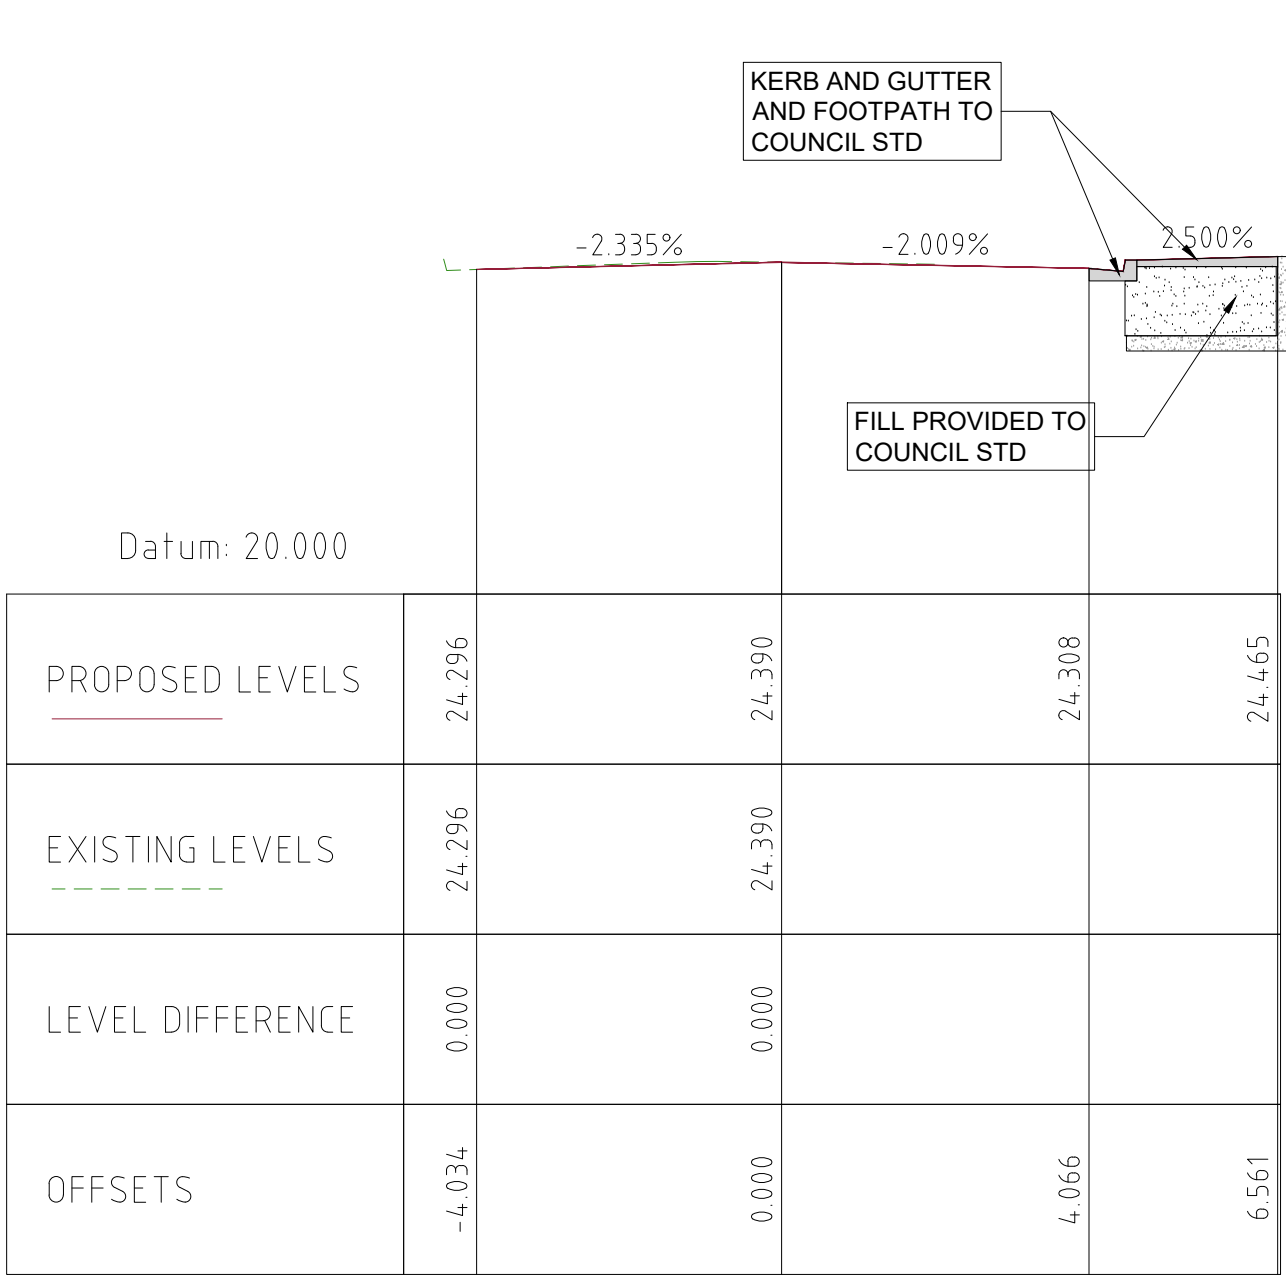 KERB AND GUTTER
AND FOOTPATH TO
COUNCIL STD
-2.335%
-2.009%
2.500%
FILL PROVIDED TO
COUNCIL STD
Datum: 20.000
PROPOSED LEVELS
24.296
24.390
24.308
24.465
EXISTING LEVELS
24.296
24.390
LEVEL DIFFERENCE
0.000
0.000
OFFSETS
-4.034
0.000
4.066
6.561